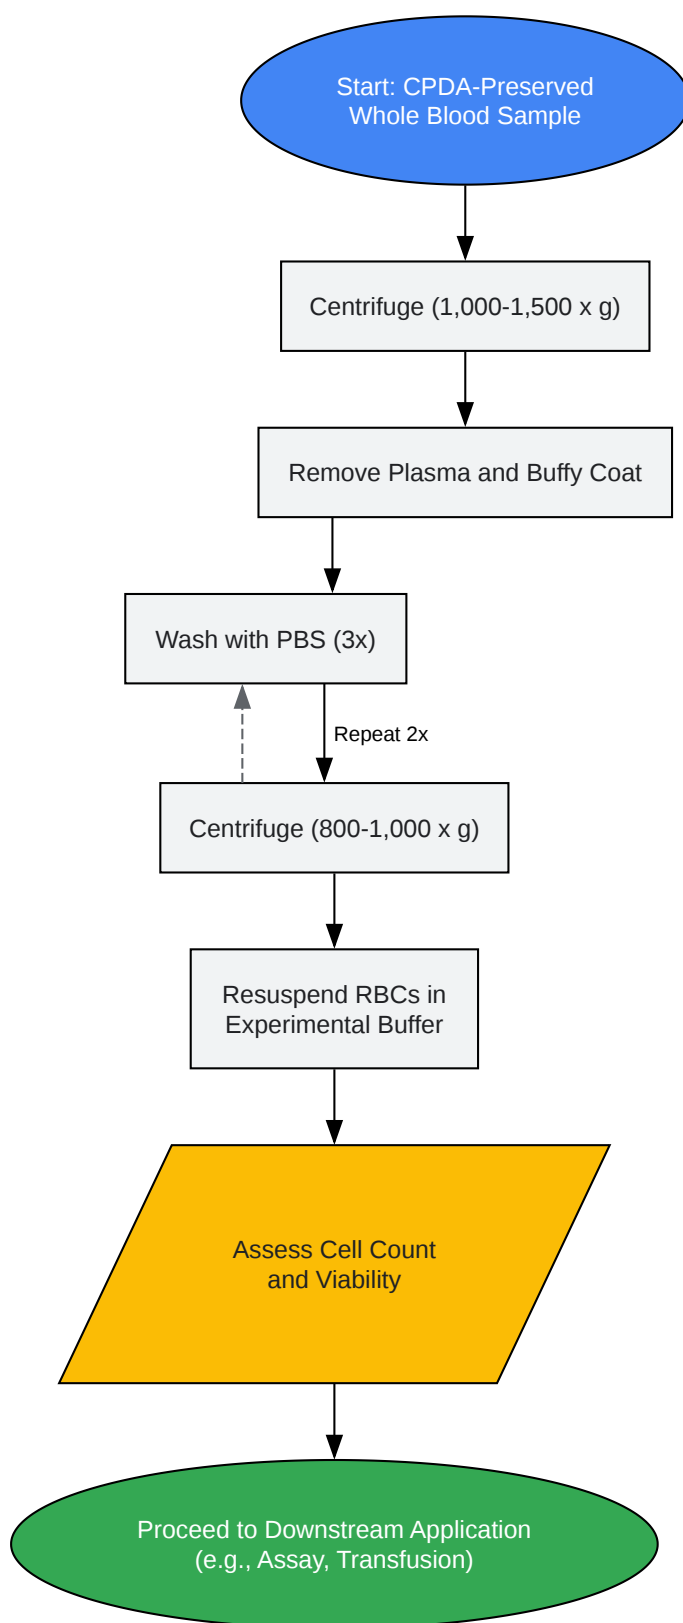 Start: CPDA-Preserved
Whole Blood Sample
Centrifuge (1,000-1,500 x g)
Remove Plasma and Buffy Coat
Wash with PBS (3x)
Repeat 2x
Centrifuge (800-1,000 x g)
Resuspend RBCs in
Experimental Buffer
Assess Cell Count
and Viability
Proceed to Downstream Application
(e.g., Assay, Transfusion)